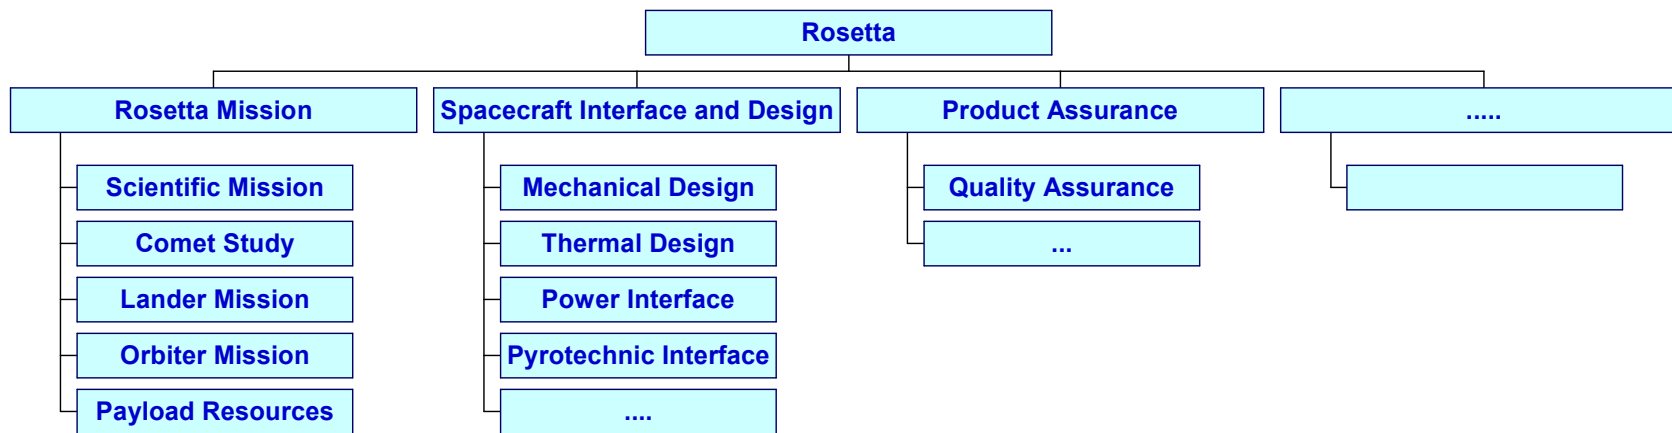 Rosetta
Rosetta Mission
Spacecraft Interface and Design
Product Assurance
.....
Scientific Mission
Mechanical Design
Quality Assurance
Comet Study
Thermal Design
...
Lander Mission
Power Interface
Orbiter Mission
Pyrotechnic Interface
Payload Resources
....